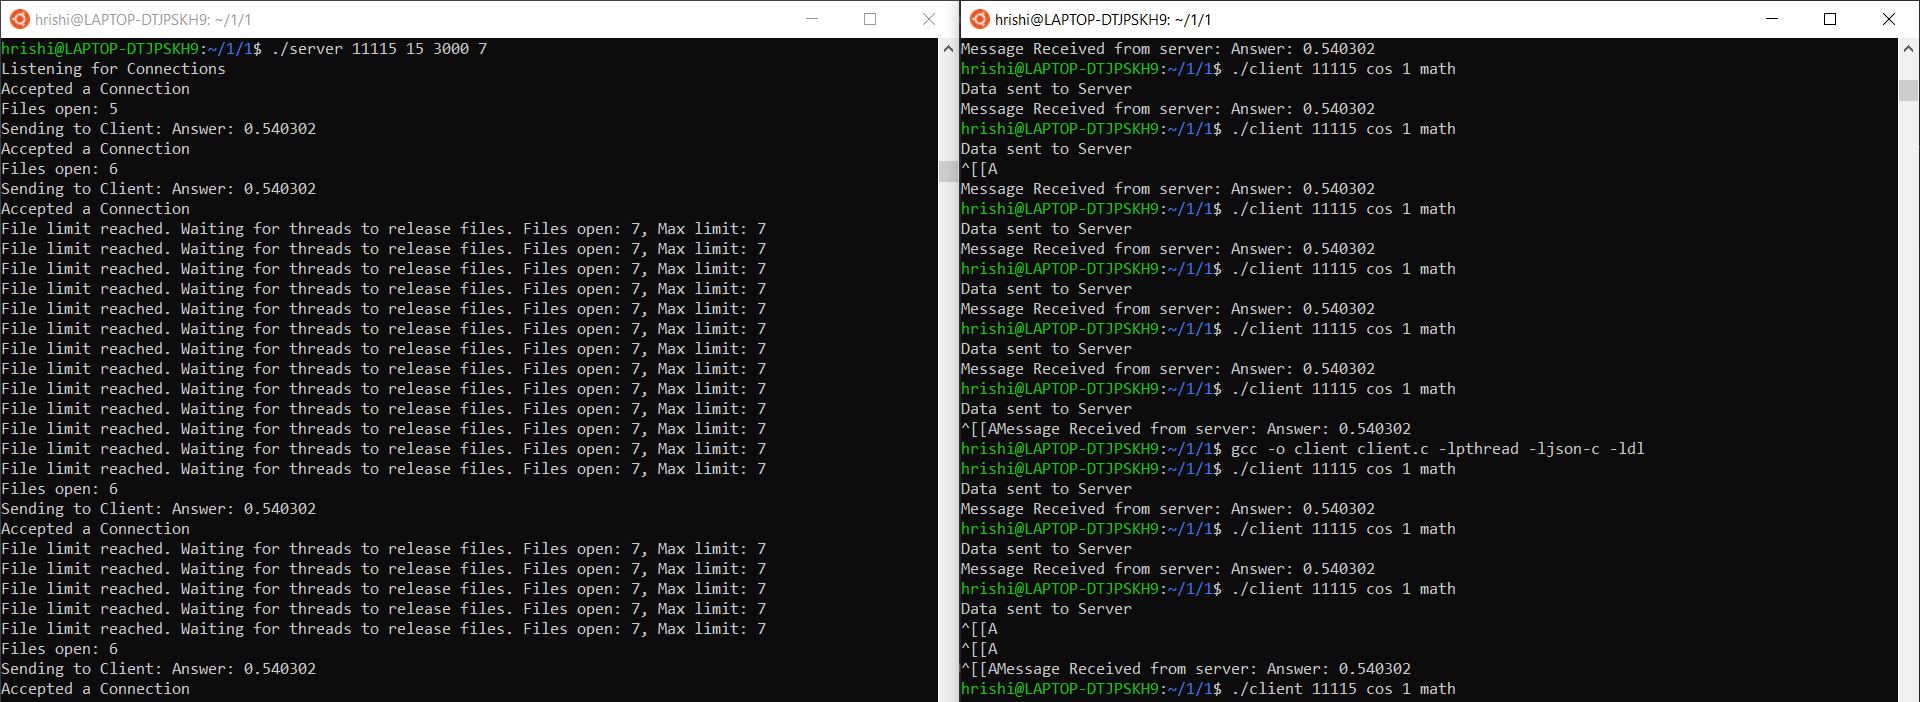 hrishi@LAPTOP-DTJPSKH9: ~/1/1
hrishi@LAPTOP-DTJPSKH9:~/1/1$ ./server 11115 15 3000 7
Listening for Connections
Accepted a Connection
Files open: 5
Sending to Client: Answer: 0.540302
Accepted a Connection
Files open: 6
Sending to Client: Answer: 0.540302
Accepted a Connection
File limit reached. Waiting for threads to release files. Files open: 7, Max limit: 7
File limit reached. Waiting for threads to release files. Files open: 7, Max limit: 7
File limit reached. Waiting for threads to release files. Files open: 7, Max limit: 7
File limit reached. Waiting for threads to release files. Files open: 7, Max limit: 7
File limit reached. Waiting for threads to release files. Files open: 7, Max limit: 7
File limit reached. Waiting for threads to release files. Files open: 7, Max limit: 7
File limit reached. Waiting for threads to release files. Files open: 7, Max limit: 7
File limit reached. Waiting for threads to release files. Files open: 7, Max limit: 7
File limit reached. Waiting for threads to release files. Files open: 7, Max limit: 7
File limit reached. Waiting for threads to release files. Files open: 7, Max limit: 7
File limit reached. Waiting for threads to release files. Files open: 7, Max limit: 7
File limit reached. Waiting for threads to release files. Files open: 7, Max limit: 7
File limit reached. Waiting for threads to release files. Files open: 7, Max limit: 7
Files open: 6
Sending to Client: Answer: 0.540302
Accepted a Connection
File limit reached. Waiting for threads to release files. Files open: 7, Max limit: 7
File limit reached. Waiting for threads to release files. Files open: 7, Max limit: 7
File limit reached. Waiting for threads to release files. Files open: 7, Max limit: 7
File limit reached. Waiting for threads to release files. Files open: 7, Max limit: 7
File limit reached. Waiting for threads to release files. Files open: 7, Max limit: 7
Files open: 6
Sending to Client: Answer: 0.540302
Accepted a Connection
hrishi@LAPTOP-DTJPSKH9: ~/1/1
Message Received from server: Answer: 0.540302
hrishi@LAPTOP-DTJPSKH9:~/1/1$ ./client 11115 cos 1 math
Data sent to Server
Message Received from server: Answer: 0.540302
hrishi@LAPTOP-DTJPSKH9:~/1/1$ ./client 11115 cos 1 math
Data sent to Server
^[[A
Message Received from server: Answer: 0.540302
hrishi@LAPTOP-DTJPSKH9:~/1/1$ ./client 11115 cos 1 math
Data sent to Server
Message Received from server: Answer: 0.540302
hrishi@LAPTOP-DTJPSKH9:~/1/1$ ./client 11115 cos 1 math
Data sent to Server
Message Received from server: Answer: 0.540302
hrishi@LAPTOP-DTJPSKH9:~/1/1$ ./client 11115 cos 1 math
Data sent to Server
Message Received from server: Answer: 0.540302
hrishi@LAPTOP-DTJPSKH9:~/1/1$ ./client 11115 cos 1 math
Data sent to Server
^[[AMessage Received from server: Answer: 0.540302
hrishi@LAPTOP-DTJPSKH9:~/1/1$ gcc -o client client.c -lpthread -ljson-c -ldl
hrishi@LAPTOP-DTJPSKH9:~/1/1$ ./client 11115 cos 1 math
Data sent to Server
Message Received from server: Answer: 0.540302
hrishi@LAPTOP-DTJPSKH9:~/1/1$ ./client 11115 cos 1 math
Data sent to Server
Message Received from server: Answer: 0.540302
hrishi@LAPTOP-DTJPSKH9:~/1/1$ ./client 11115 cos 1 math
Data sent to Server
^[[A
^[[A
^[[AMessage Received from server: Answer: 0.540302
hrishi@LAPTOP-DTJPSKH9:~/1/1$ ./client 11115 cos 1 math